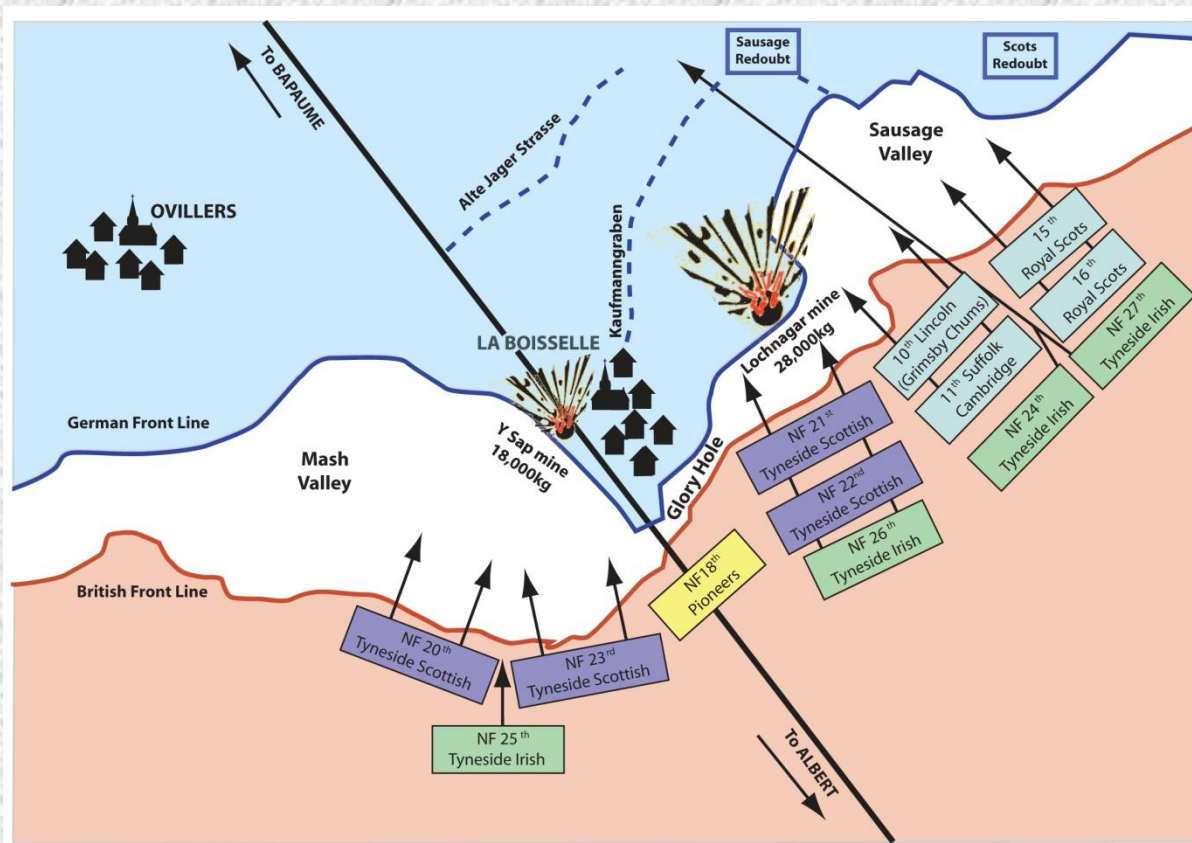 To BAPAUME
Sausage
Redoubt
Scots
Redoubt
Sausage
Valley
Alte Jager Strasse
OVILLERS
Kaufmanngraben
LA BOISSELLE
15th
Royal Scots
16th
Royal Scots
NF 27th
Tyneside Irish
10th Lincoln
(Grimsby Chums)
11th Suffolk
Cambridge
NF 24th
Tyneside Irish
Lochnagar mine
28,000kg
German Front Line
Mash
Valley
Y Sap mine
18,000kg
Glory Hole
NF 21st
Tyneside Scottish
NF 22nd
Tyneside Scottish
NF 26th
Tyneside Irish
British Front Line
NF18th
Pioneers
NF 20th
Tyneside Scottish
NF 23rd
Tyneside Scottish
NF 25th
Tyneside Irish
To ALBERT